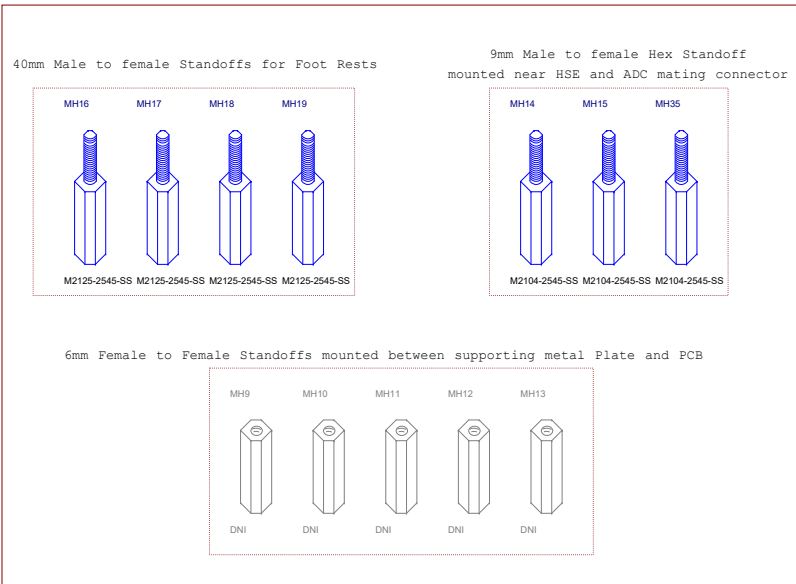 40mm Male to female Standoffs for Foot Rests
MH16 MH17 MH18 MH19
M2125-2545-SS M2125-2545-SS M2125-2545-SS M2125-2545-SS
9mm Male to female Hex Standoff
mounted near HSE and ADC mating connector
MH14 MH15 MH35
M2104-2545-SS M2104-2545-SS M2104-2545-SS
6mm Female to Female Standoffs mounted between supporting metal Plate and PCB
MH9 MH10 MH11 MH12 MH13
DNI DNI DNI DNI DNI